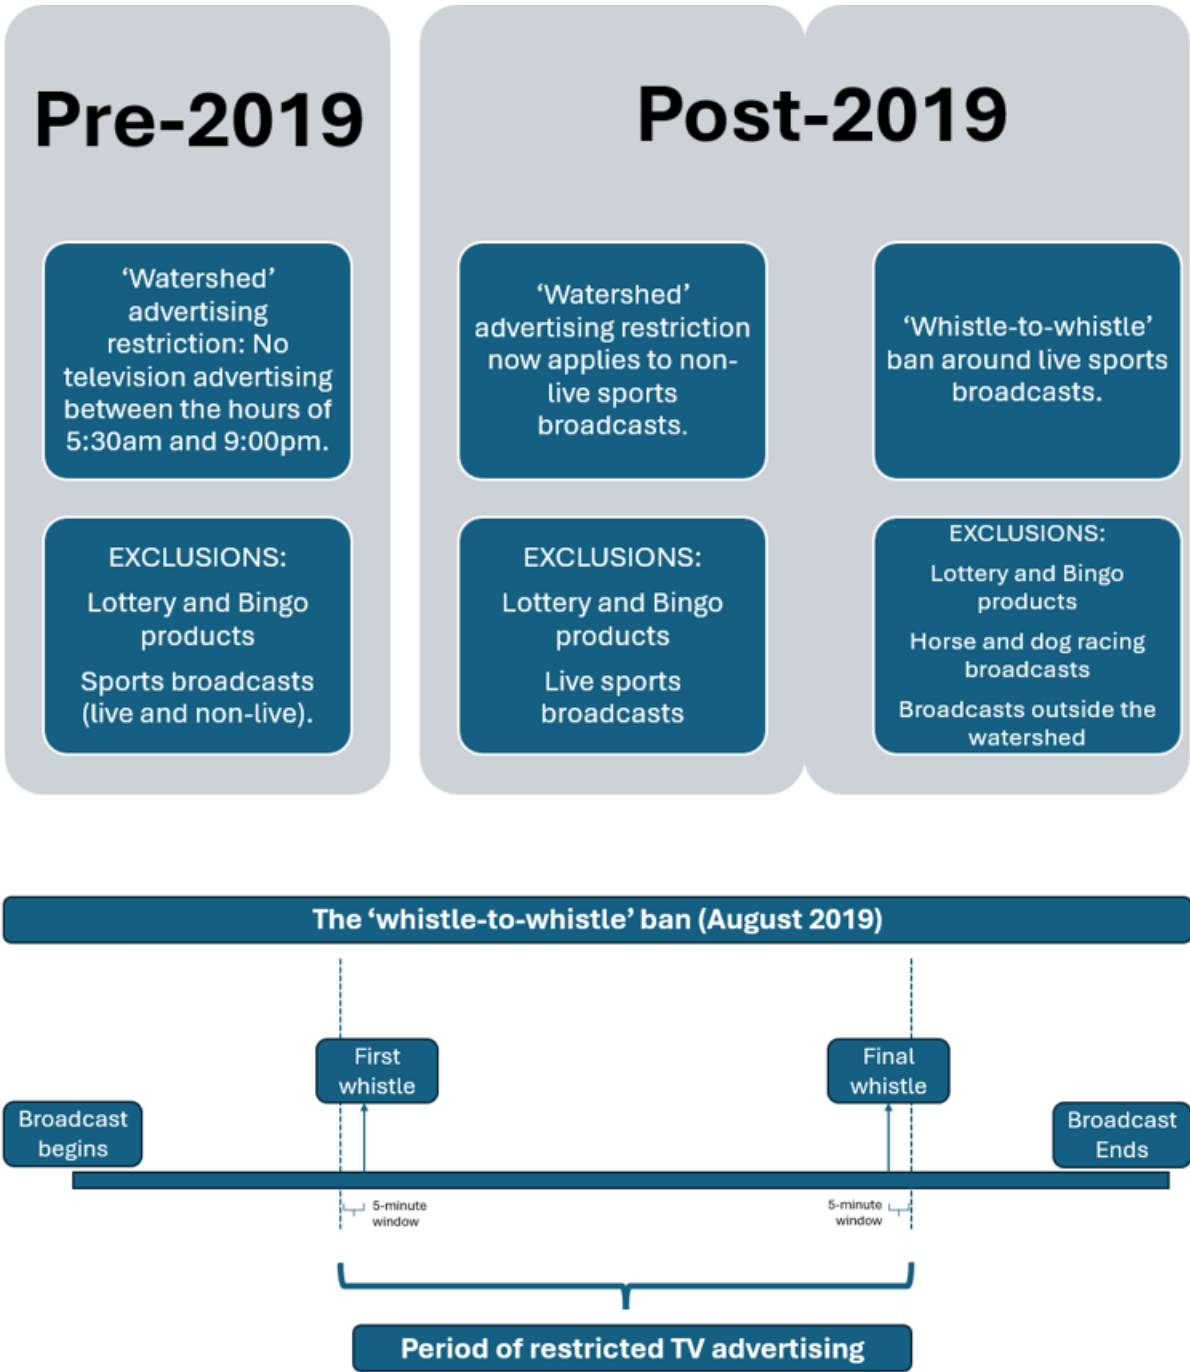 Pre-2019
Post-2019
‘Watershed’
advertising
restriction: No
television advertising
between the hours of
5:30am and 9:00pm.
‘Watershed’
advertising restriction
now applies to non-
live sports
broadcasts.
‘Whistle-to-whistle’
ban around live sports
broadcasts.
EXCLUSIONS:
Lottery and Bingo
products
Sports broadcasts
(live and non-live).
EXCLUSIONS:
Lottery and Bingo
products
Live sports
broadcasts
EXCLUSIONS:
Lottery and Bingo
products
Horse and dog racing
broadcasts
Broadcasts outside the
watershed
The ‘whistle-to-whistle’ ban (August 2019)
First
whistle
Final
whistle
Broadcast
begins
Broadcast
Ends
5-minute
window
5-minute
window
Period of restricted TV advertising